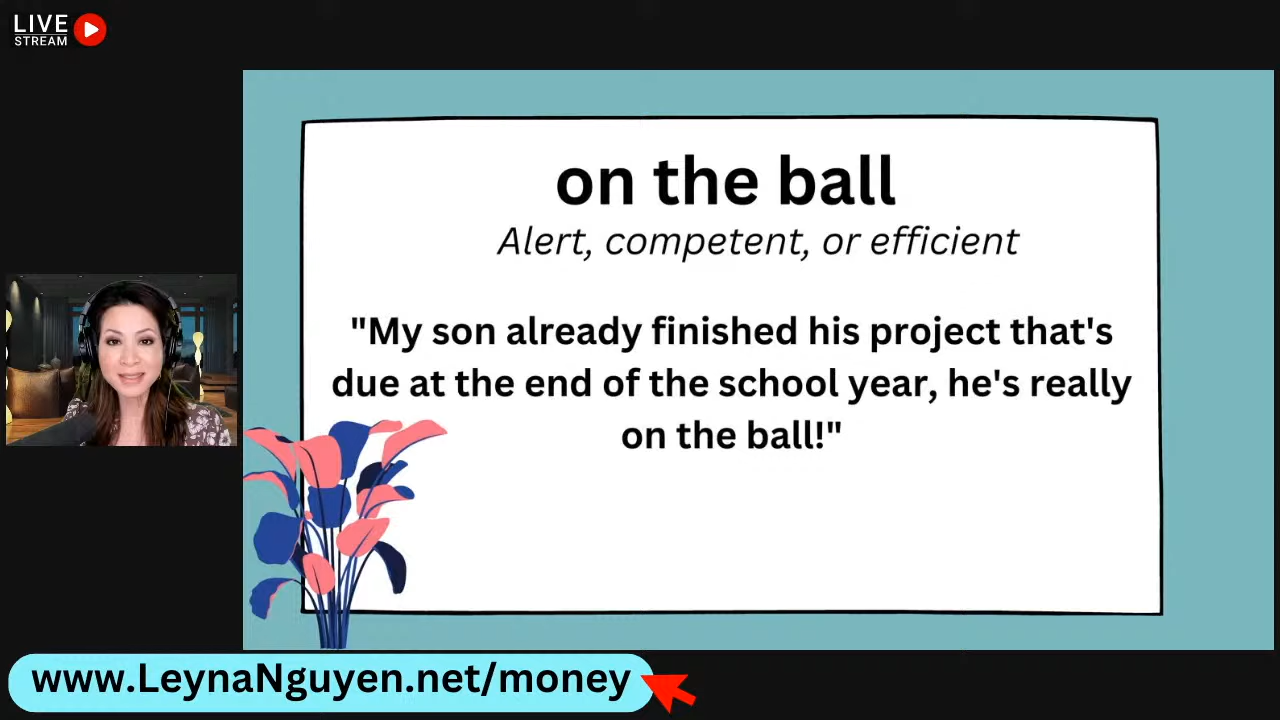 LIVE
STREAM
on the ball
Alert, competent, or efficient
"My son already finished his project that's
due at the end of the school year, he's really
on the ball!"
www.LeynaNguyen.net/money